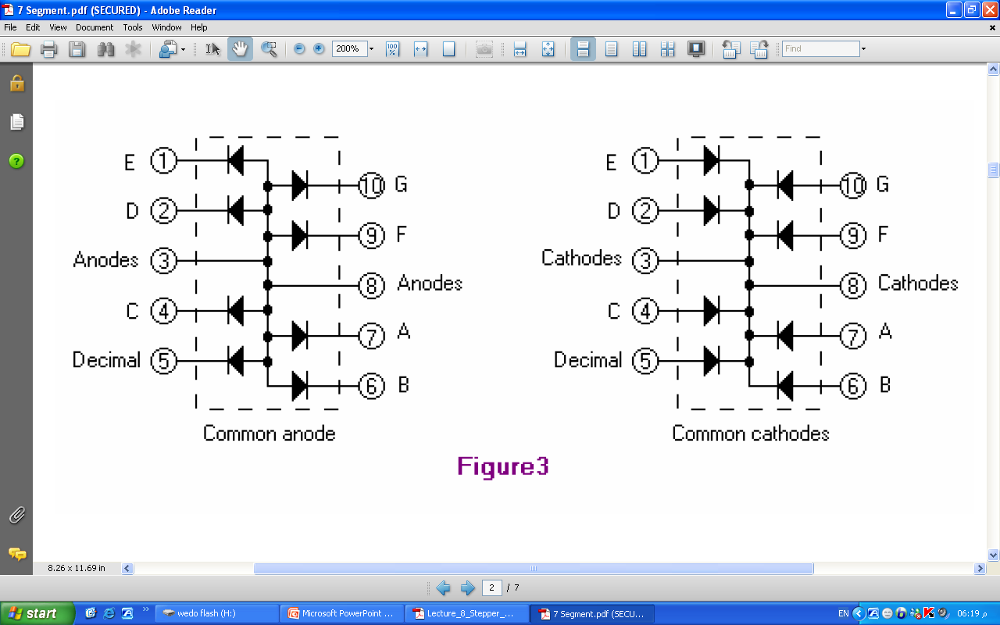 7 Segment.pdf (SECURED) - Adobe Reader
File Edit View Document Tools Window Help
200%
100 %
Find
E 1
10 G
D 2
9 F
Anodes 3
8 Anodes
C 4
7 A
Decimal 5
6 B
Common anode
E 1
10 G
D 2
9 F
Cathodes 3
8 Cathodes
C 4
7 A
Decimal 5
6 B
Common cathodes
Figure3
8.26 x 11.69 in
2 / 7
start
wedo flash (H:)
Microsoft PowerPoint ...
Lecture_8_Stepper_...
7 Segment.pdf (SECU...
EN
06:19 م